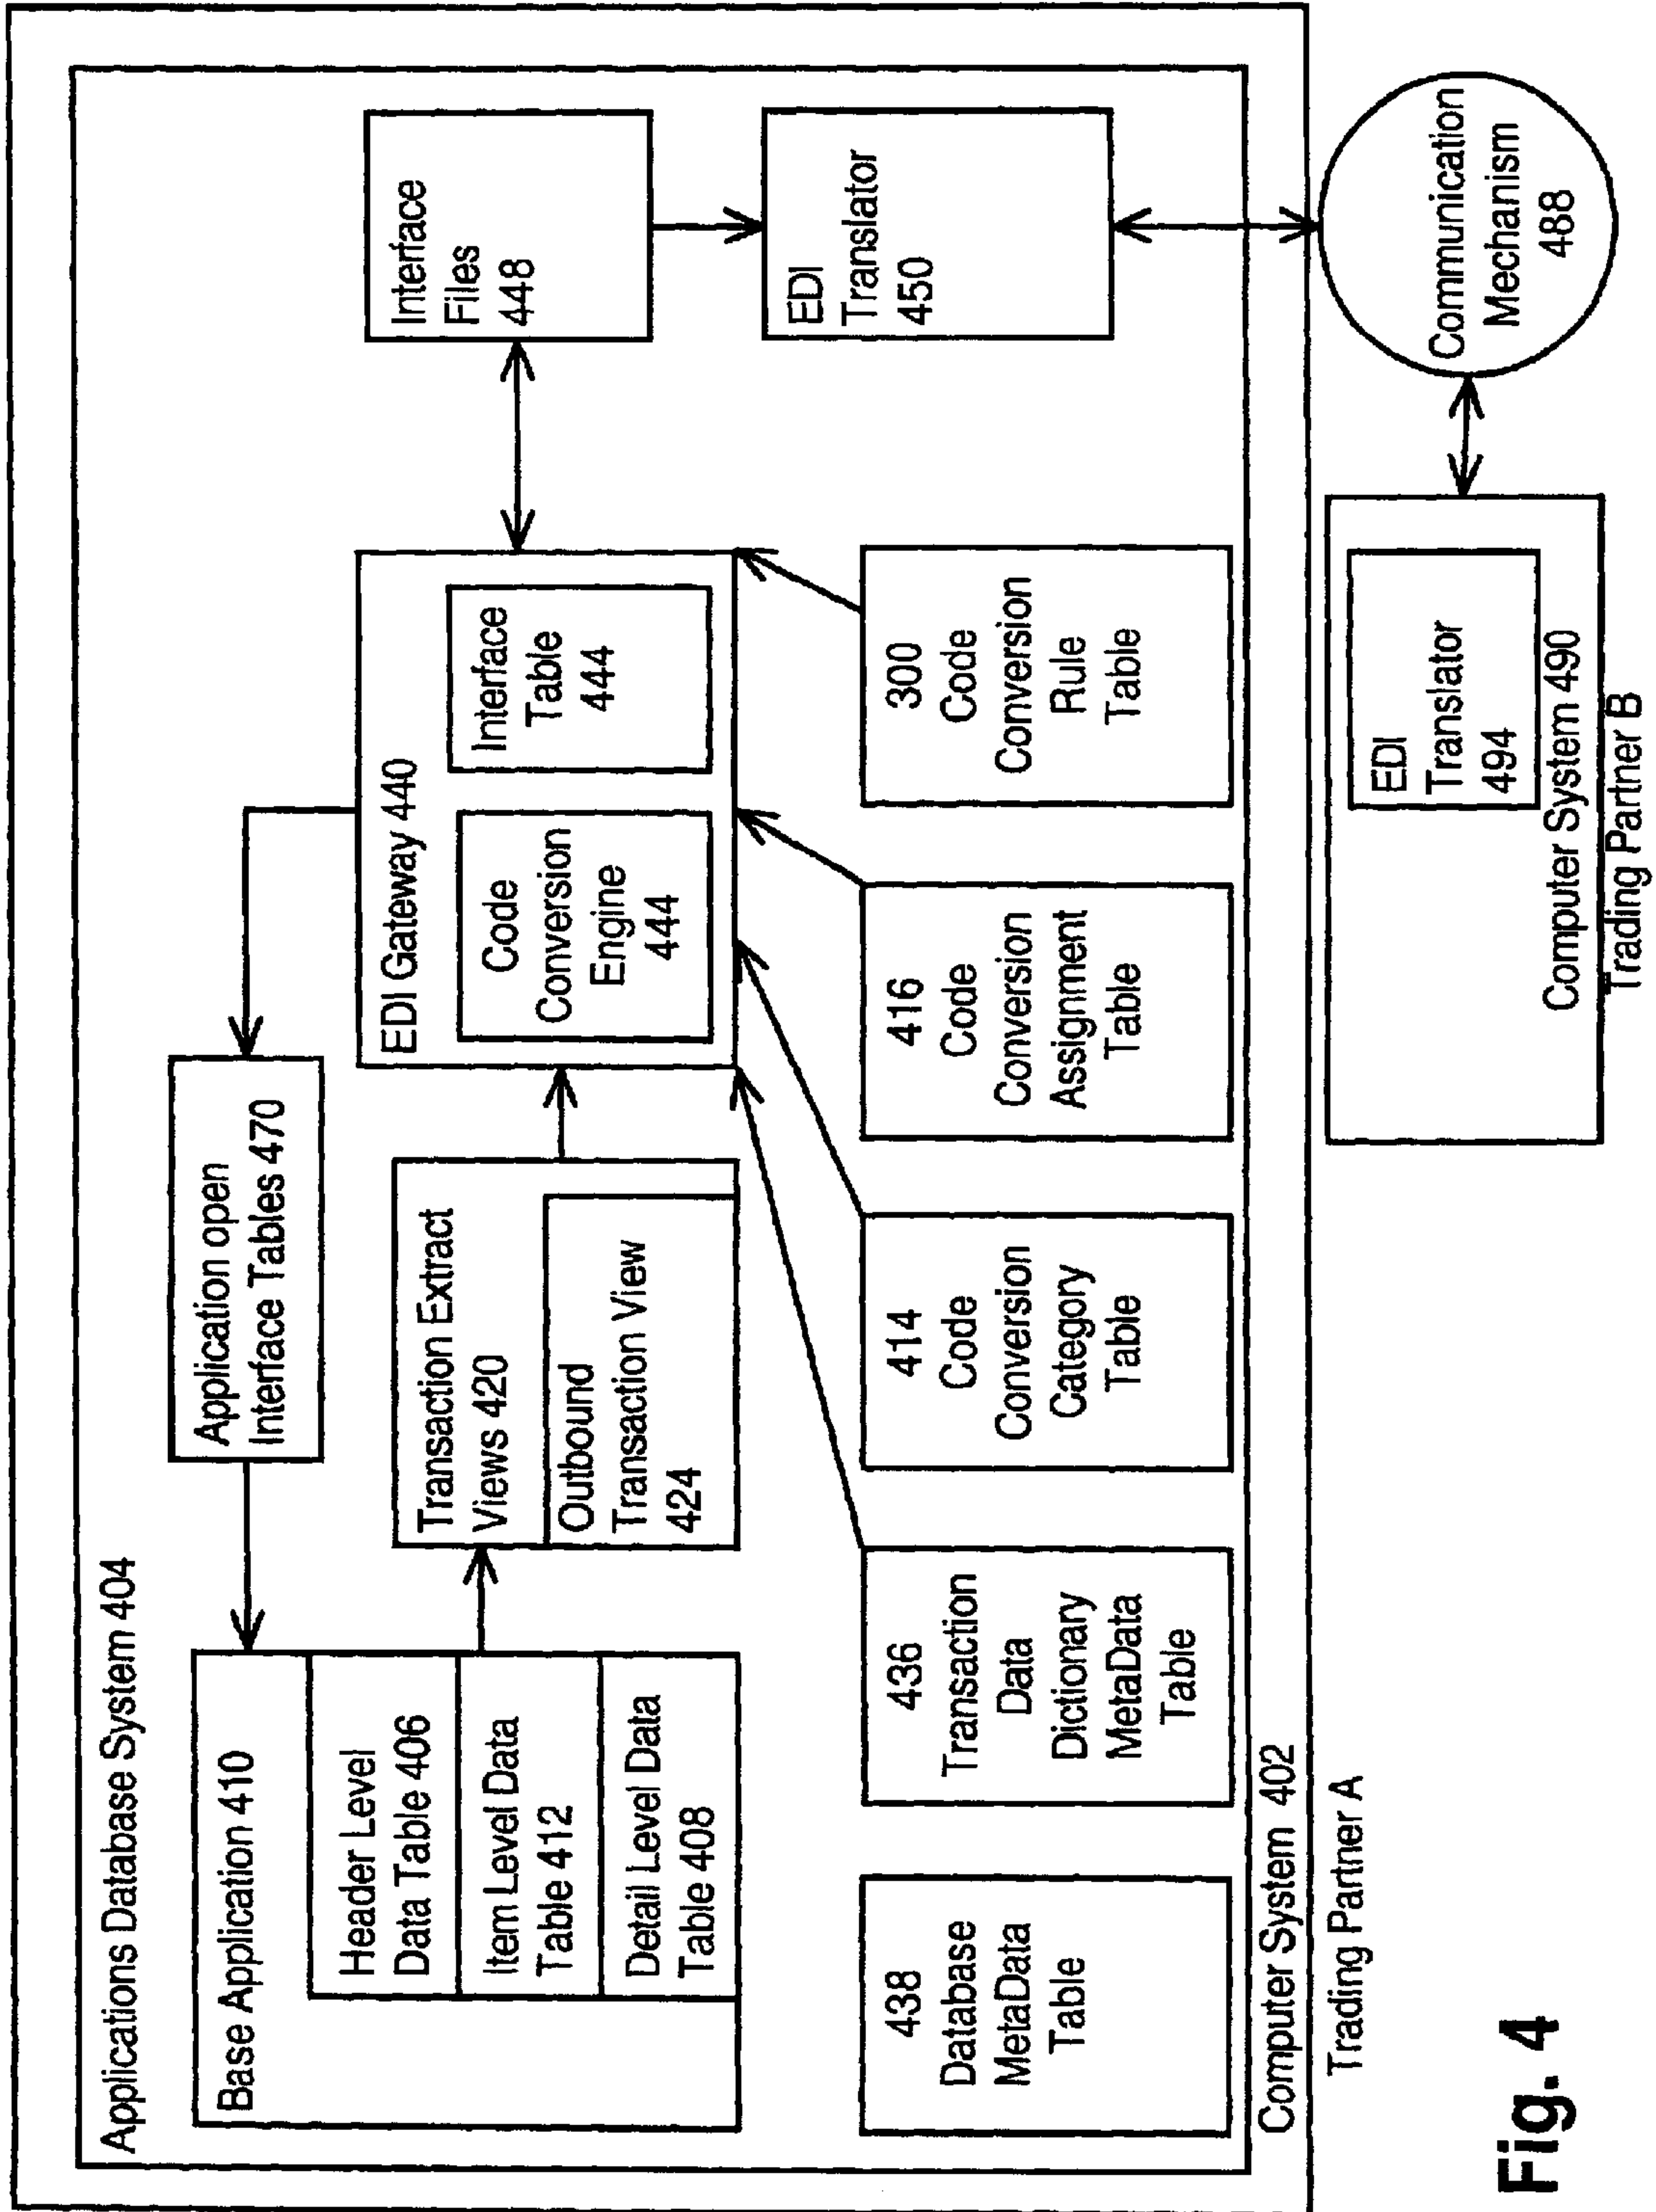 Applications Database System 404
Base Application 410
Header Level
Data Table 406
Item Level Data
Table 412
Detail Level Data
Table 408
Application open
Interface Tables 470
Transaction Extract
Views 420
Outbound
Transaction View
424
EDI Gateway 440
Code
Conversion
Engine
444
Interface
Table
444
Interface
Files
448
EDI
Translator
450
438
Database
MetaData
Table
436
Transaction
Data
Dictionary
MetaData
Table
414
Code
Conversion
Category
Table
416
Code
Conversion
Assignment
Table
300
Code
Conversion
Rule
Table
Computer System 402
Trading Partner A
EDI
Translator
494
Computer System 490
Trading Partner B
Communication
Mechanism
488
Fig. 4